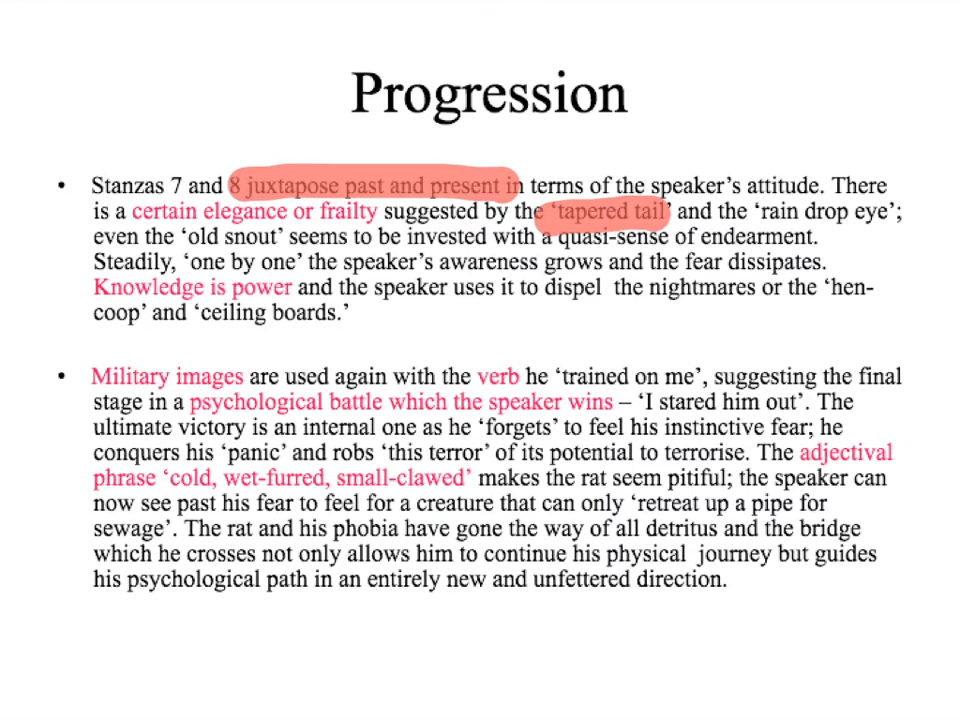 Progression
• Stanzas 7 and 8 juxtapose past and present in terms of the speaker’s attitude. There
is a certain elegance or frailty suggested by the ‘tapered tail’ and the ‘rain drop eye’;
even the ‘old snout’ seems to be invested with a quasi-sense of endearment.
Steadily, ‘one by one’ the speaker’s awareness grows and the fear dissipates.
Knowledge is power and the speaker uses it to dispel the nightmares or the ‘hen-
coop’ and ‘ceiling boards.’
• Military images are used again with the verb he ‘trained on me’, suggesting the final
stage in a psychological battle which the speaker wins – ‘I stared him out’. The
ultimate victory is an internal one as he ‘forgets’ to feel his instinctive fear; he
conquers his ‘panic’ and robs ‘this terror’ of its potential to terrorise. The adjectival
phrase ‘cold, wet-furred, small-clawed’ makes the rat seem pitiful; the speaker can
now see past his fear to feel for a creature that can only ‘retreat up a pipe for
sewage’. The rat and his phobia have gone the way of all detritus and the bridge
which he crosses not only allows him to continue his physical journey but guides
his psychological path in an entirely new and unfettered direction.